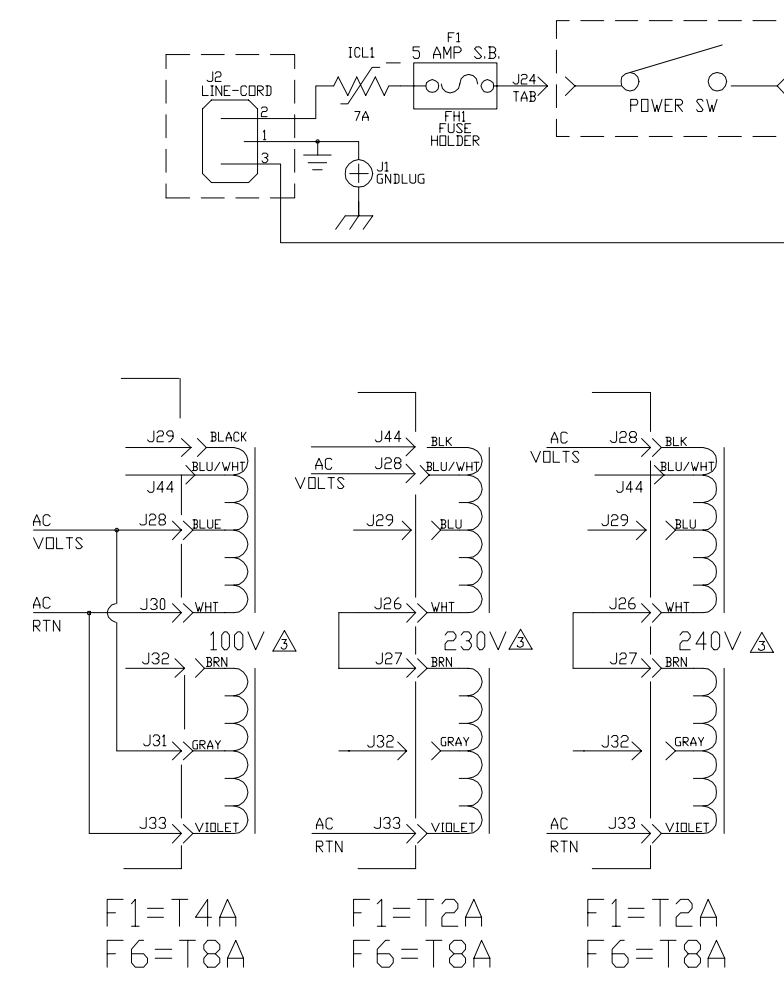 F1
ICL1
5 AMP S.B.
J2
LINE-CORD
J24
TAB
2
7A
FH1
FUSE
HOLDER
POWER SW
1
3
J1
GNDLUG
J29
BLACK
BLU/WHT
J44
AC
VOLTS
J28
BLUE
AC
RTN
J30
WHT
100V 3
J32
BRN
J31
GRAY
J33
VIOLET
F1=T4A
F6=T8A
J44
BLK
AC
VOLTS
J28
BLU/WHT
J29
BLU
J26
WHT
230V 3
J27
BRN
J32
GRAY
AC
RTN
J33
VIOLET
F1=T2A
F6=T8A
AC
VOLTS
J28
BLK
BLU/WHT
J44
J29
BLU
J26
WHT
240V 3
J27
BRN
J32
GRAY
AC
RTN
J33
VIOLET
F1=T2A
F6=T8A